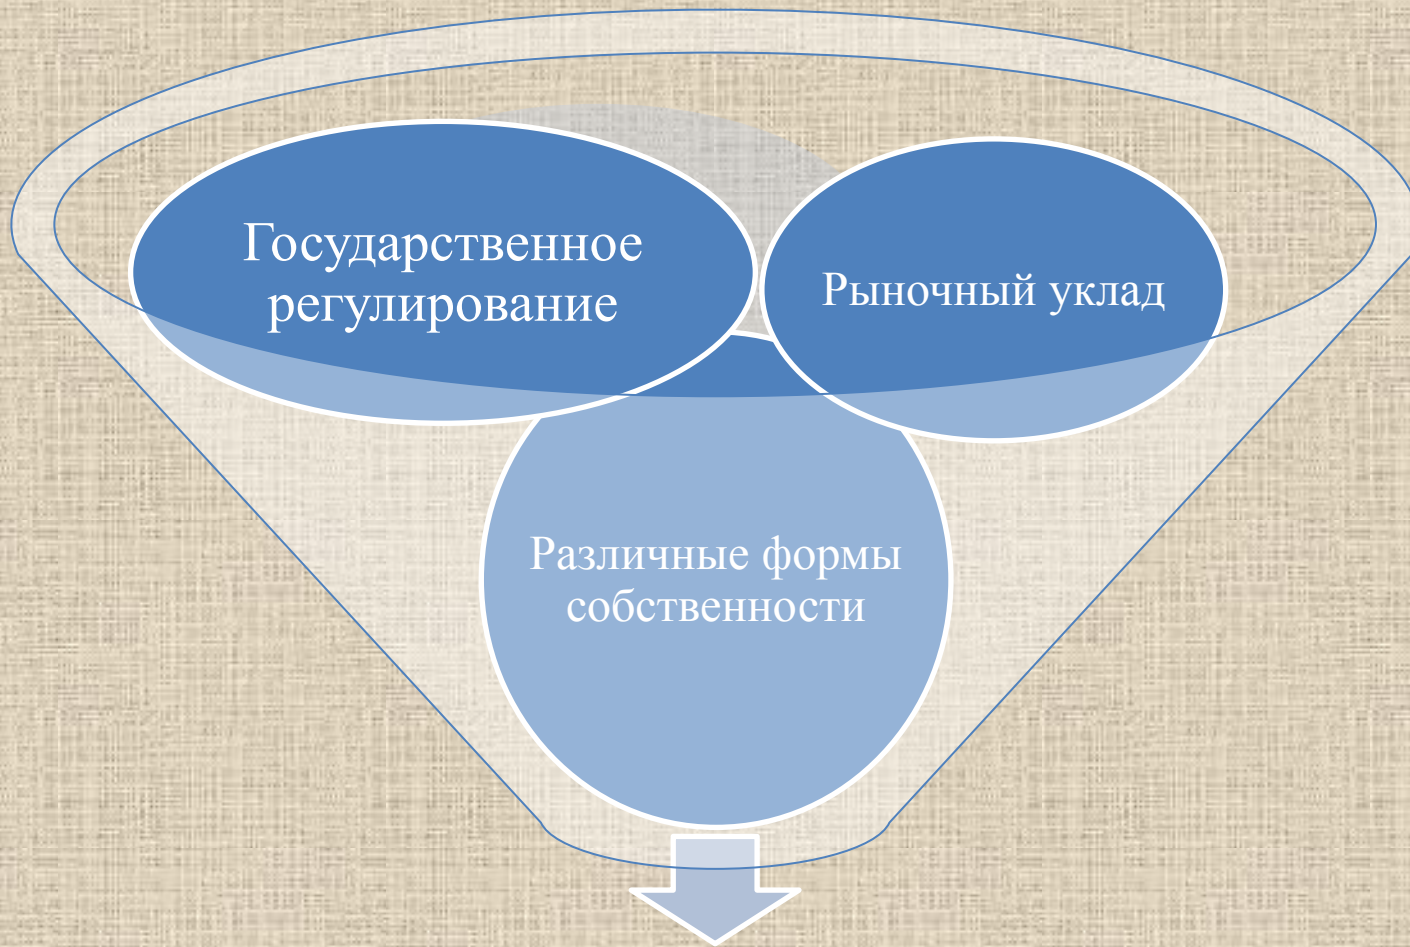 Государственное
регулирование
Рыночный уклад
Различные формы
собственности